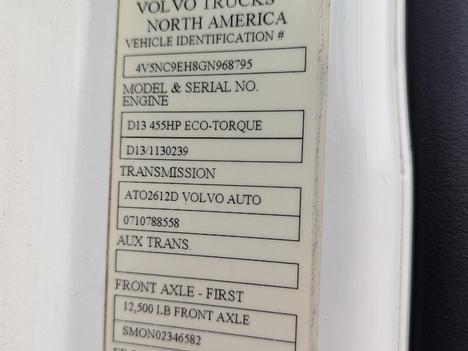 VOLVO TRUCKS
NORTH AMERICA
VEHICLE IDENTIFICATION #
4V5NC9EH8GN968795
MODEL & SERIAL NO.
ENGINE
D13 455HP ECO-TORQUE
D13/1130239
TRANSMISSION
ATO2612D VOLVO AUTO
0710788558
AUX TRANS.
FRONT AXLE - FIRST
12,500 LB FRONT AXLE
SMON02346582